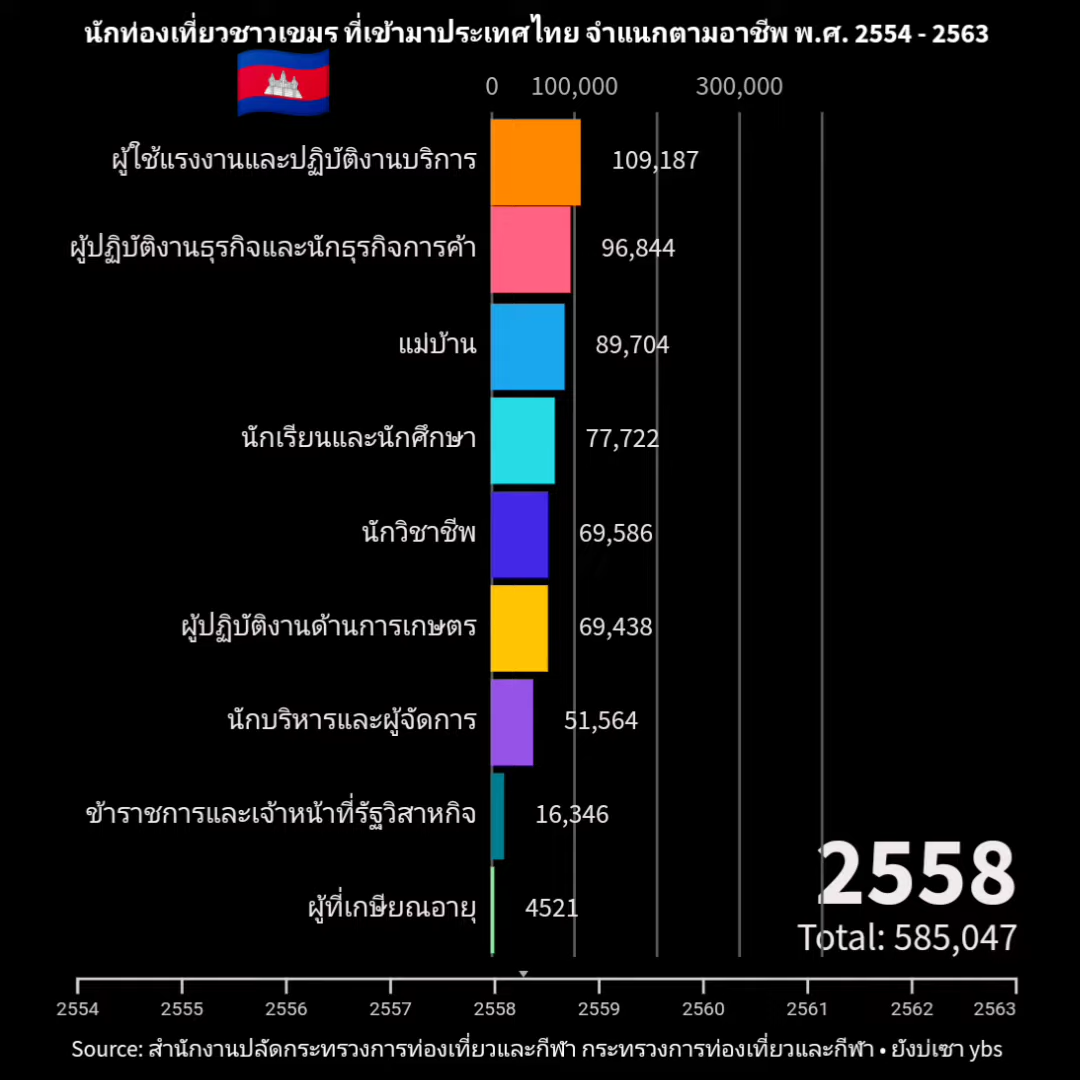 นักท่องเที่ยวชาวเขมร ที่เข้ามาประเทศไทย จำแนกตามอาชีพ พ.ศ. 2554 - 2563
0 100,000 300,000
ผู้ใช้แรงงานและปฏิบัติงานบริการ 109,187
ผู้ปฏิบัติงานธุรกิจและนักธุรกิจการค้า 96,844
แม่บ้าน 89,704
นักเรียนและนักศึกษา 77,722
นักวิชาชีพ 69,586
ผู้ปฏิบัติงานด้านการเกษตร 69,438
นักบริหารและผู้จัดการ 51,564
ข้าราชการและเจ้าหน้าที่รัฐวิสาหกิจ 16,346
ผู้ที่เกษียณอายุ 4521
2558
Total: 585,047
2554 2555 2556 2557 2558 2559 2560 2561 2562 2563
Source: สำนักงานปลัดกระทรวงการท่องเที่ยวและกีฬา กระทรวงการท่องเที่ยวและกีฬา • ยังบ่เซา ybs